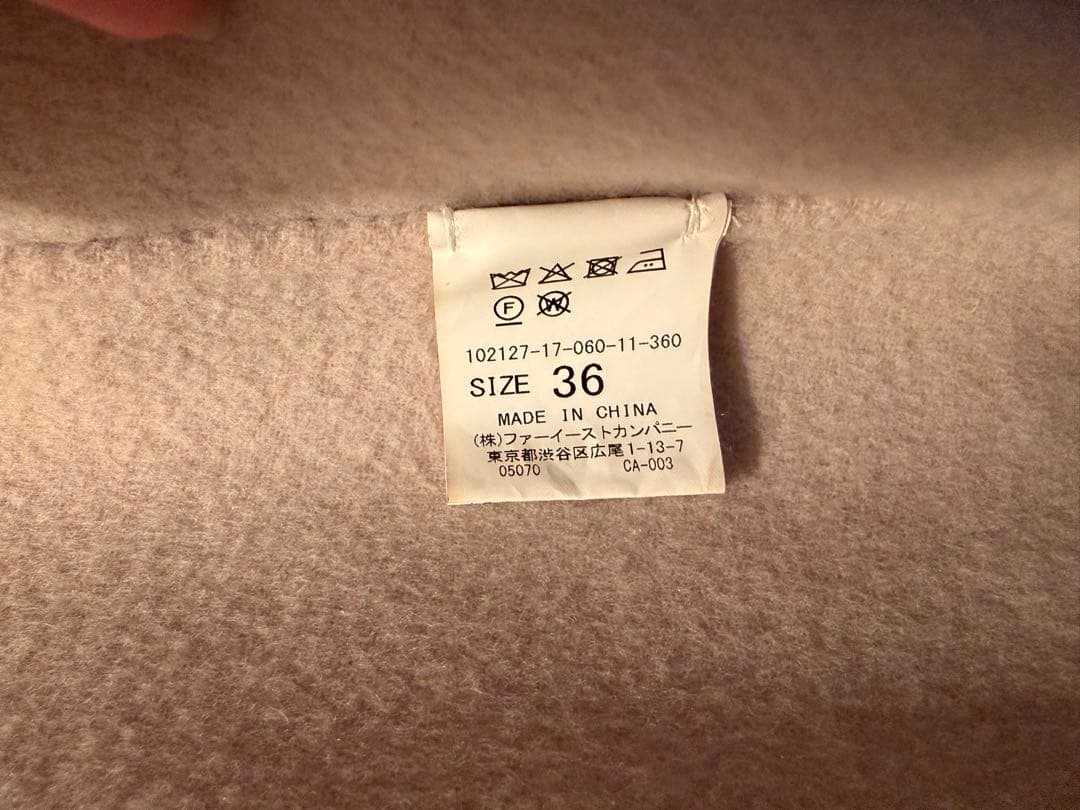 F W
102127-17-060-11-360
SIZE 36
MADE IN CHINA
(株)ファーイーストカンパニー
東京都渋谷区広尾1-13-7
05070 CA-003